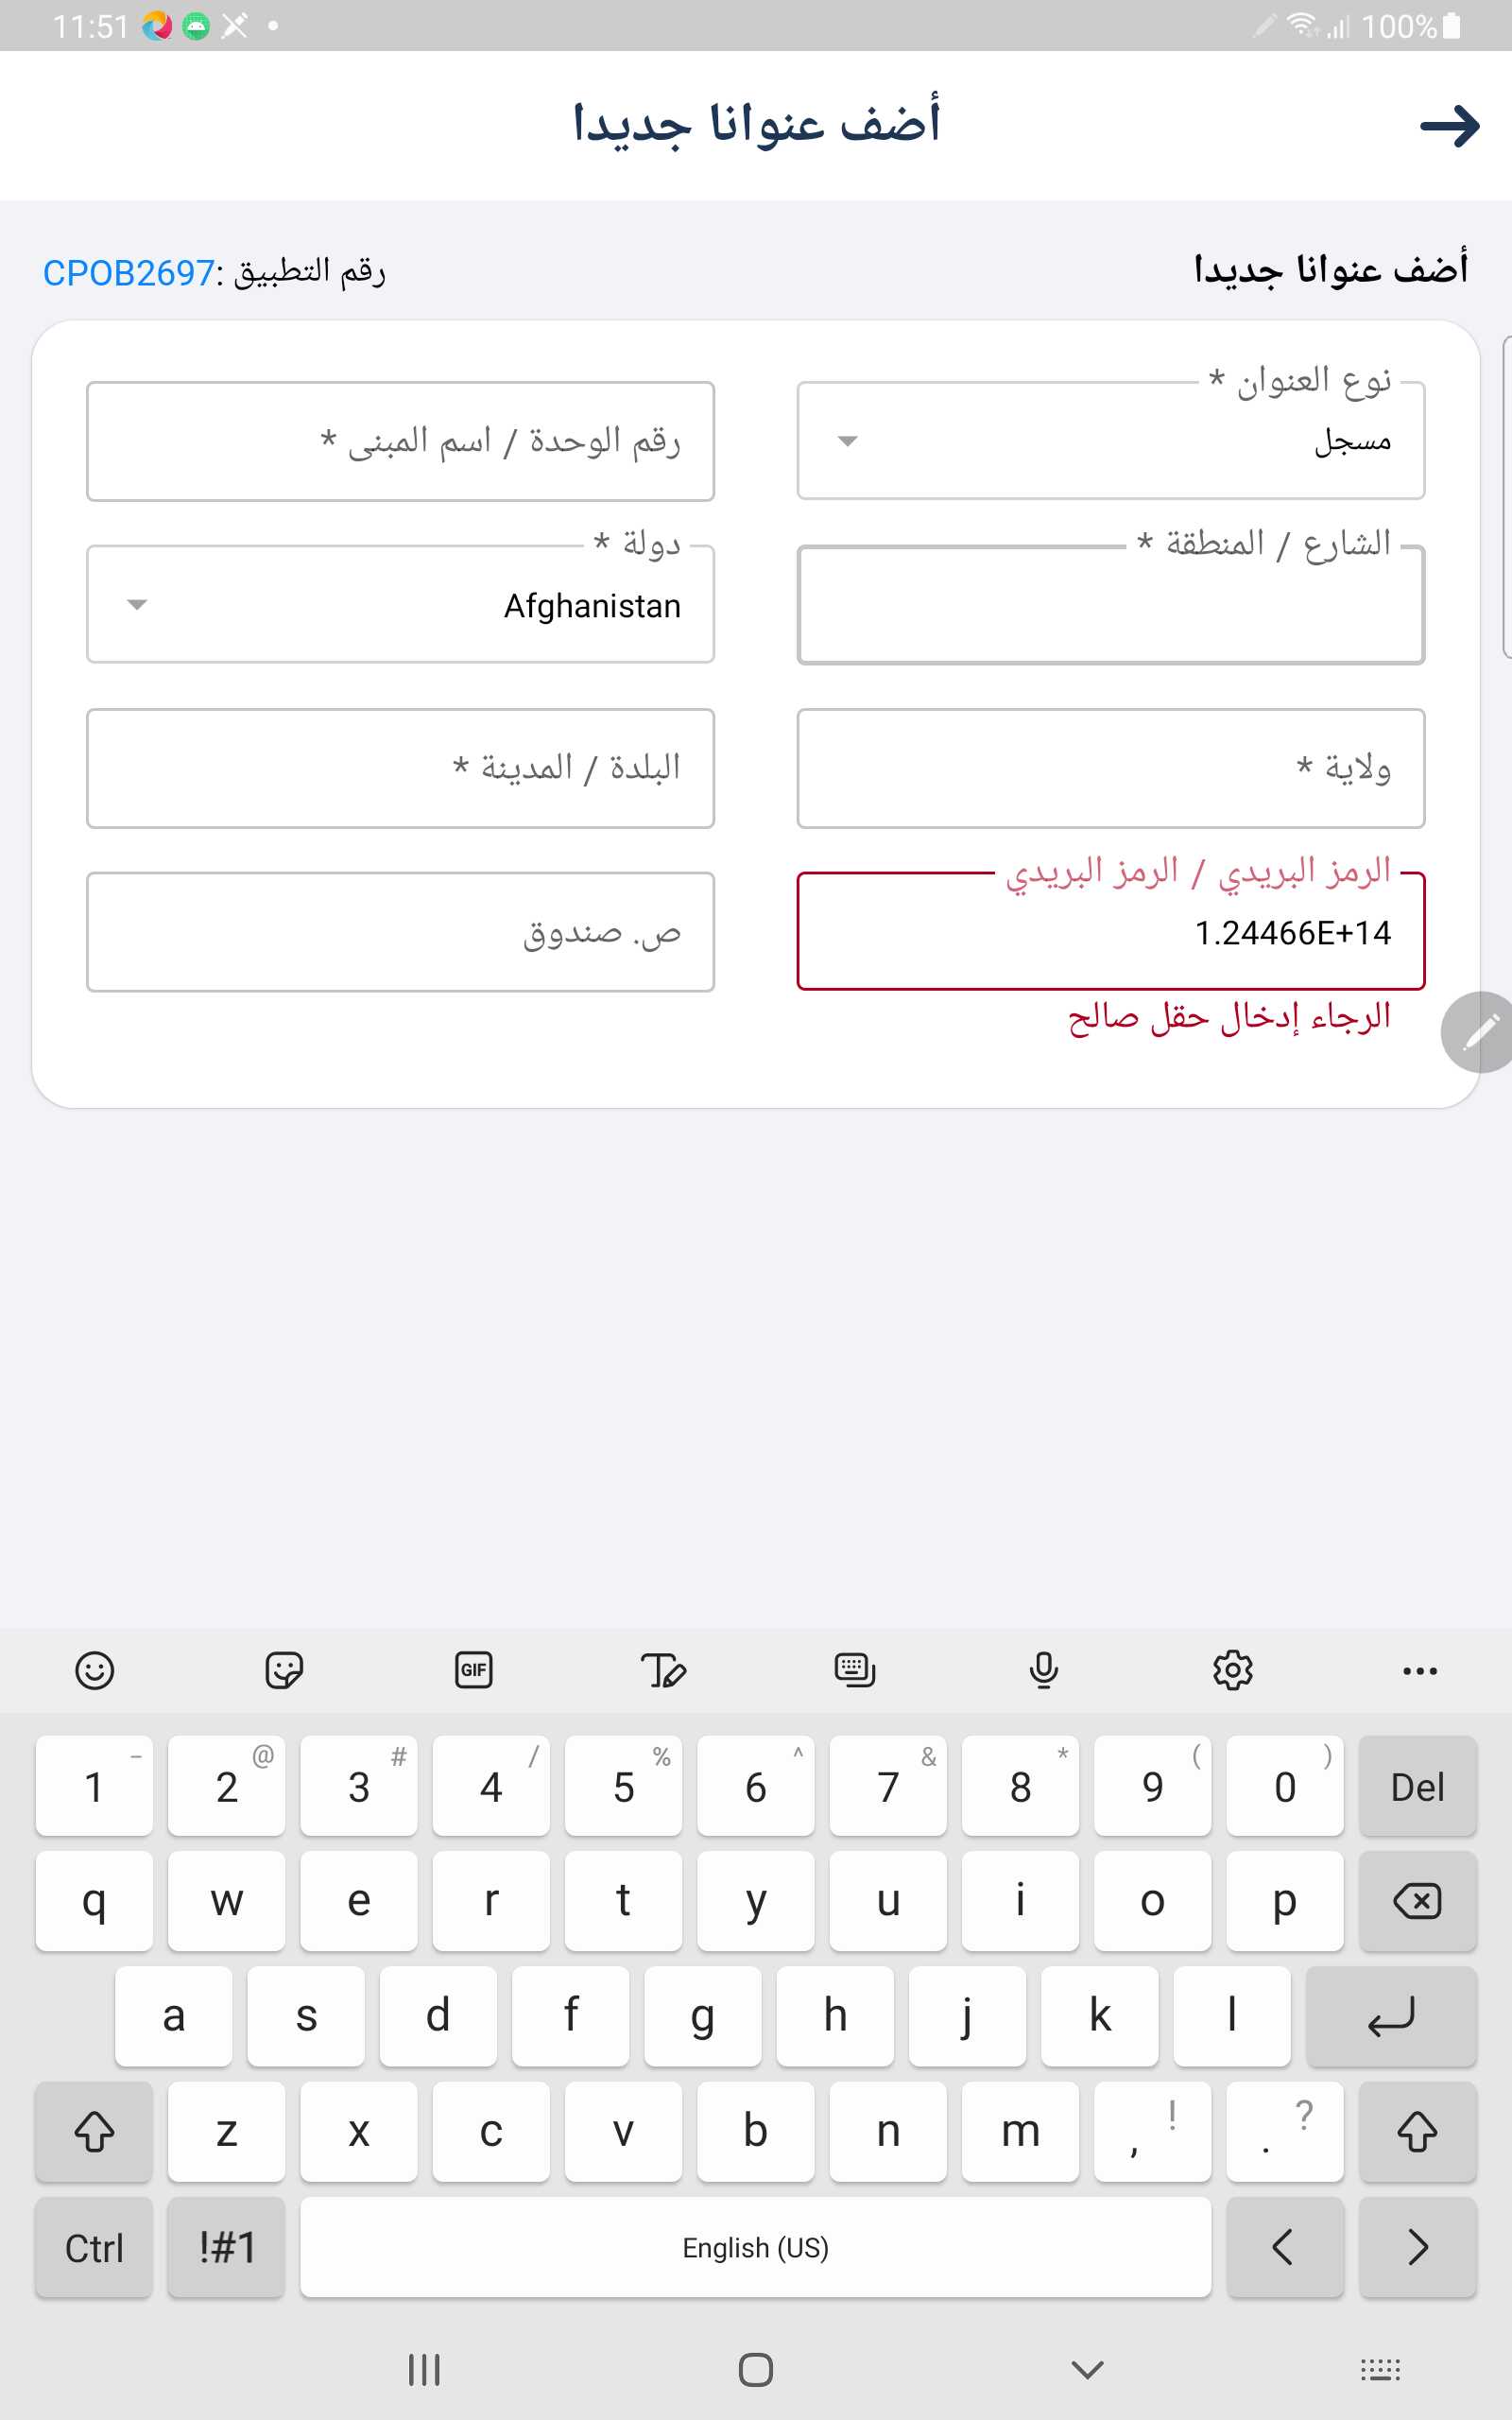 11:51
100%
أضف عنوانا جديدا
أضف عنوانا جديدا
رقم التطبيق :CPOB2697
نوع العنوان *
مسجل
رقم الوحدة / اسم المبنى *
الشارع / المنطقة *
دولة *
Afghanistan
ولاية *
البلدة / المدينة *
الرمز البريدي / الرمز البريدي
1.24466E+14
ص. صندوق
الرجاء إدخال حقل صالح
GIF
1 - 2 @ 3 # 4 / 5 % 6 ^ 7 & 8 * 9 ( 0 ) Del
q w e r t y u i o p
a s d f g h j k l
z x c v b n m , ! . ?
Ctrl !#1 English (US) < >